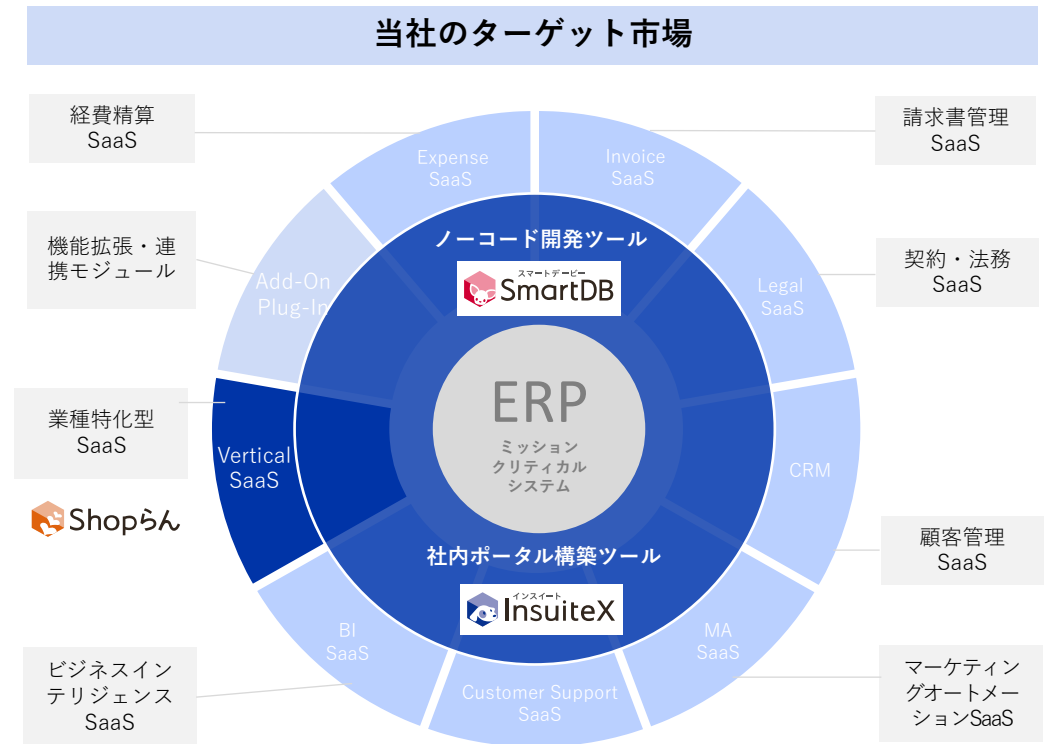 当社のターゲット市場
経費精算
SaaS
請求書管理
SaaS
Expense
SaaS
Invoice
SaaS
機能拡張・連
携モジュール
Add-On
Plug-In
ノーコード開発ツール
スマートデービー
SmartDB
Legal
SaaS
契約・法務
SaaS
ERP
ミッション
クリティカル
システム
業種特化型
SaaS
Vertical
SaaS
Shopらん
CRM
顧客管理
SaaS
社内ポータル構築ツール
インスイート
InsuiteX
BI
SaaS
MA
SaaS
Customer Support
SaaS
ビジネスイン
テリジェンス
SaaS
マーケティン
グオートメー
ションSaaS